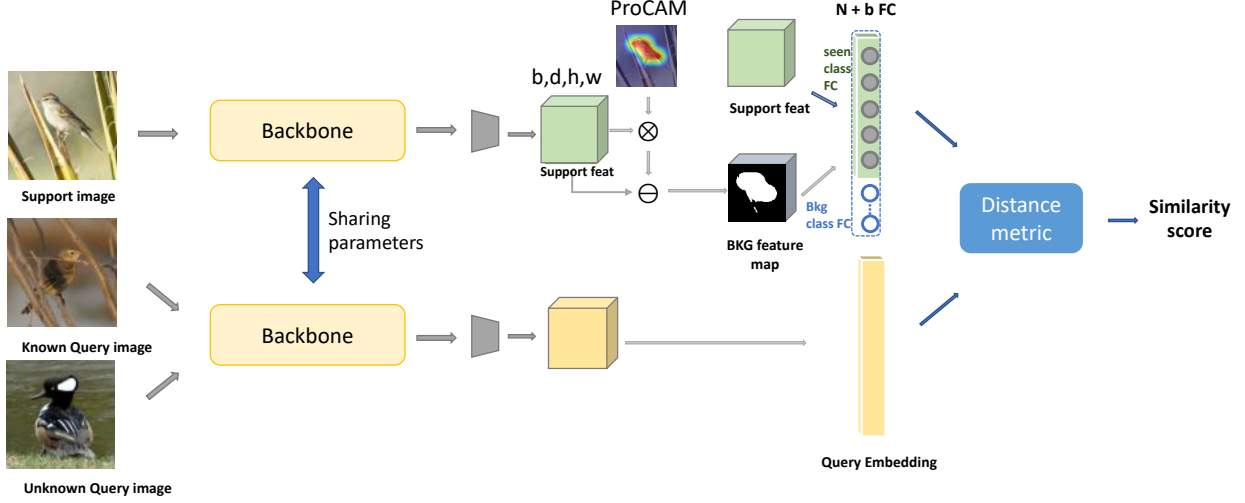 ProCAM
N + b FC
b,d,h,w
seen
class
FC
Support feat
Support image
Backbone
Support feat
Sharing
parameters
Bkg
class FC
BKG feature
map
Distance
metric
Similarity
score
Known Query image
Backbone
Unknown Query image
Query Embedding